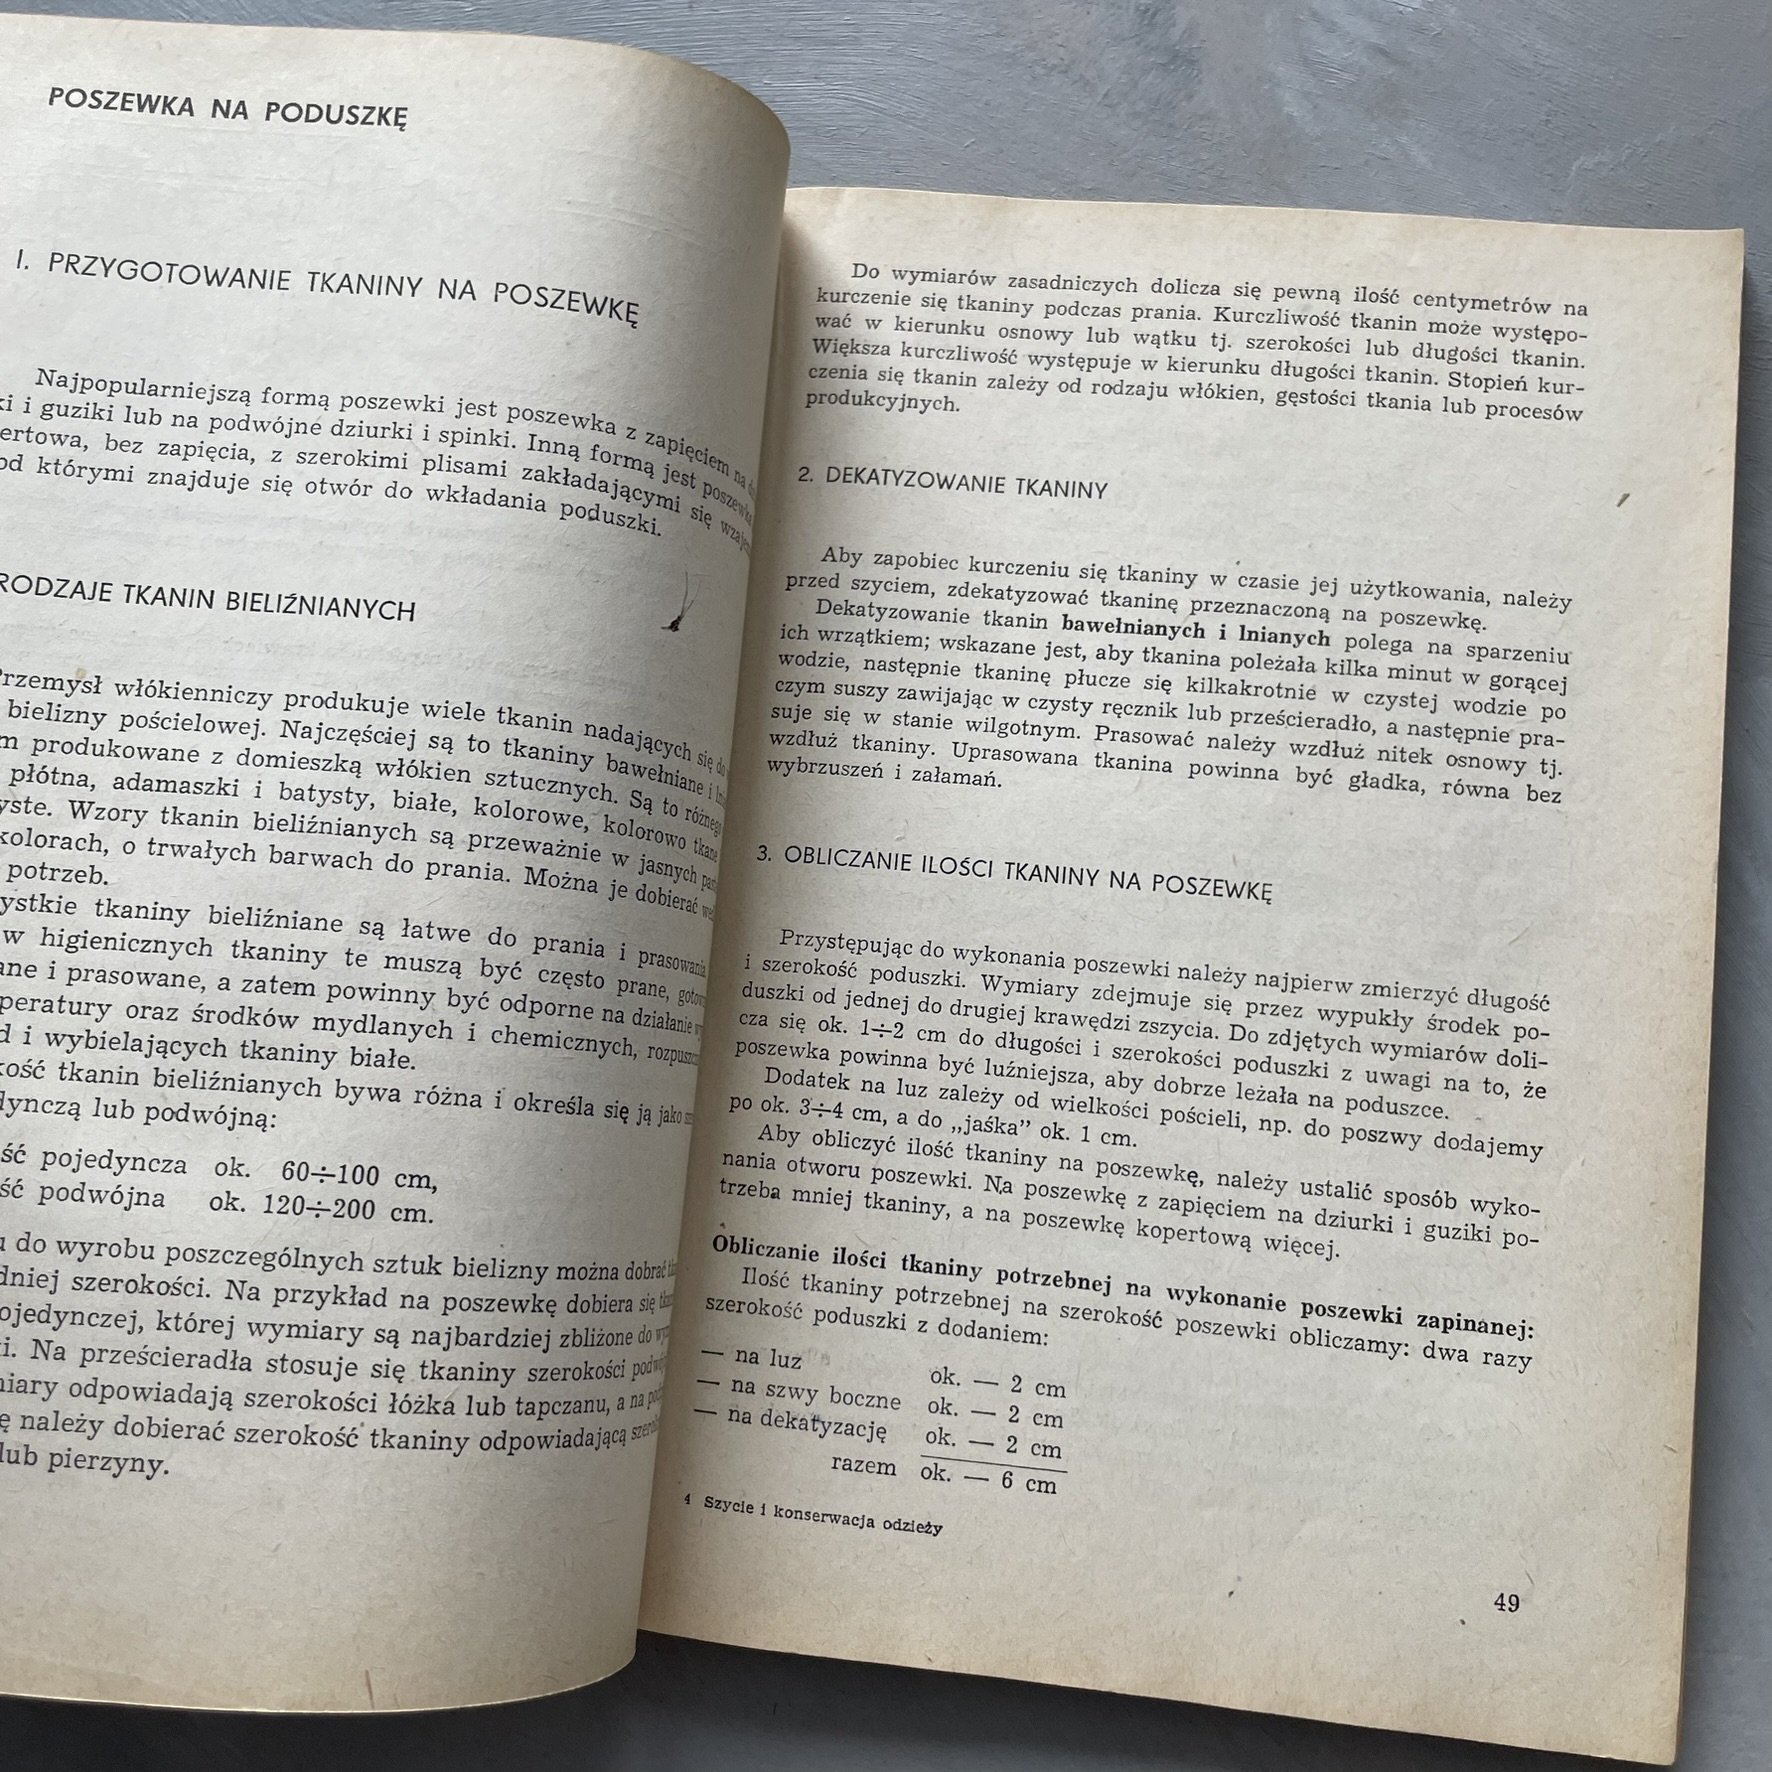 POSZEWKA NA PODUSZKĘ
I. PRZYGOTOWANIE TKANINY NA POSZEWKĘ
Najpopularniejszą formą poszewki jest poszewka z zapięciem na
i guziki lub na podwójne dziurki i spinki. Inną formą jest poszewka
bez zapięcia, z szerokimi plisami zakładającymi się
którymi znajduje się otwór do wkładania poduszki.
RODZAJE TKANIN BIELIŹNIANYCH
Przemysł włókienniczy produkuje wiele tkanin nadających się do
bielizny pościelowej. Najczęściej są to tkaniny bawełniane i
produkowane z domieszką włókien sztucznych. Są to
płótna, adamaszki i batysty, białe, kolorowe, kolorowo tkane
Wzory tkanin bieliźnianych są przeważnie w jasnych
kolorach, o trwałych barwach do prania. Można je dobierać
potrzeb.
tkaniny bieliźniane są łatwe do prania i prasowania
w higienicznych tkaniny te muszą być często prane,
i prasowane, a zatem powinny być odporne na działanie
oraz środków mydlanych i chemicznych,
i wybielających tkaniny białe.
tkanin bieliźnianych bywa różna i określa się ją jako
lub podwójną:
pojedyncza ok. 60÷100 cm,
podwójna ok. 120÷200 cm.
do wyrobu poszczególnych sztuk bielizny można dobrać
szerokości. Na przykład na poszewkę dobiera się
której wymiary są najbardziej zbliżone do
Na prześcieradła stosuje się tkaniny szerokości
odpowiadają szerokości łóżka lub tapczanu, a na
należy dobierać szerokość tkaniny odpowiadającą
lub pierzyny.
Do wymiarów zasadniczych dolicza się pewną ilość centymetrów na
kurczenie się tkaniny podczas prania. Kurczliwość tkanin może występo-
wać w kierunku osnowy lub wątku tj. szerokości lub długości tkanin.
Większa kurczliwość występuje w kierunku długości tkanin. Stopień kur-
czenia się tkanin zależy od rodzaju włókien, gęstości tkania lub procesów
produkcyjnych.
2. DEKATYZOWANIE TKANINY
Aby zapobiec kurczeniu się tkaniny w czasie jej użytkowania, należy
przed szyciem, zdekatyzować tkaninę przeznaczoną na poszewkę.
Dekatyzowanie tkanin bawełnianych i lnianych polega na sparzeniu
ich wrzątkiem; wskazane jest, aby tkanina poleżała kilka minut w gorącej
wodzie, następnie tkaninę płucze się kilkakrotnie w czystej wodzie po
czym suszy zawijając w czysty ręcznik lub prześcieradło, a następnie pra-
suje się w stanie wilgotnym. Prasować należy wzdłuż nitek osnowy tj.
wzdłuż tkaniny. Uprasowana tkanina powinna być gładka, równa bez
wybrzuszeń i załamań.
3. OBLICZANIE ILOŚCI TKANINY NA POSZEWKĘ
Przystępując do wykonania poszewki należy najpierw zmierzyć długość
i szerokość poduszki. Wymiary zdejmuje się przez wypukły środek po-
duszki od jednej do drugiej krawędzi zszycia. Do zdjętych wymiarów doli-
cza się ok. 1÷2 cm do długości i szerokości poduszki z uwagi na to, że
poszewka powinna być luźniejsza, aby dobrze leżała na poduszce.
Dodatek na luz zależy od wielkości pościeli, np. do poszwy dodajemy
po ok. 3÷4 cm, a do „jaśka” ok. 1 cm.
Aby obliczyć ilość tkaniny na poszewkę, należy ustalić sposób wyko-
nania otworu poszewki. Na poszewkę z zapięciem na dziurki i guziki po-
trzeba mniej tkaniny, a na poszewkę kopertową więcej.
Obliczanie ilości tkaniny potrzebnej na wykonanie poszewki zapinanej:
Ilość tkaniny potrzebnej na szerokość poszewki obliczamy: dwa razy
szerokość poduszki z dodaniem:
— na luz ok. — 2 cm
— na szwy boczne ok. — 2 cm
— na dekatyzację ok. — 2 cm
razem ok. — 6 cm
4 Szycie i konserwacja odzieży
49